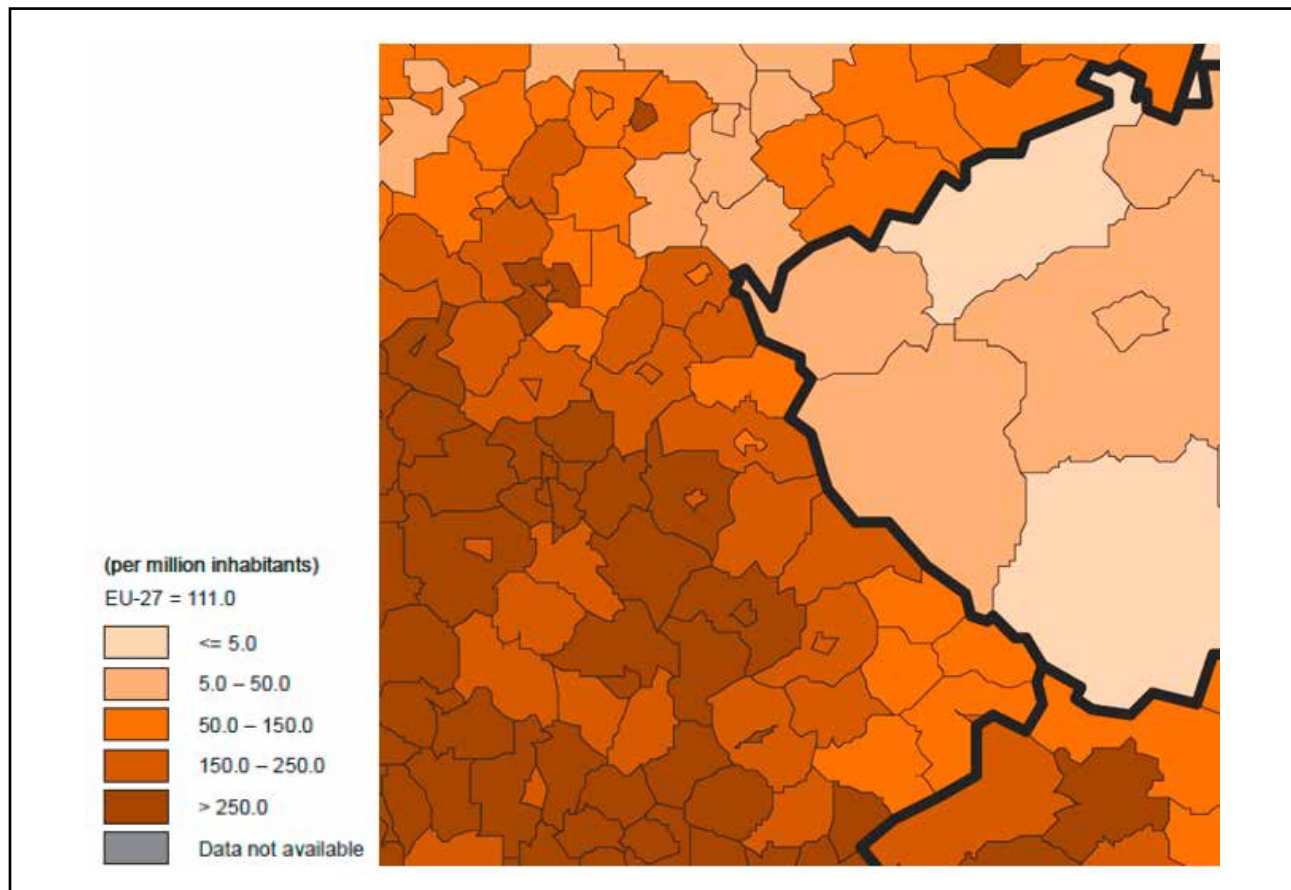 (per million inhabitants)
EU-27 = 111.0
<= 5.0
5.0 – 50.0
50.0 – 150.0
150.0 – 250.0
> 250.0
Data not available